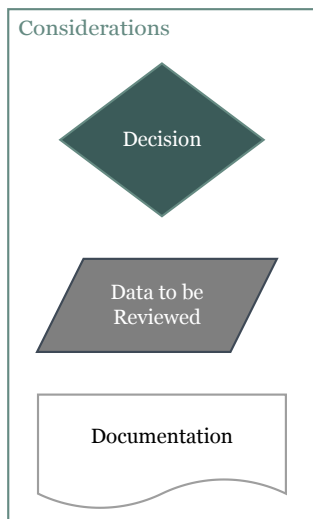 Considerations
Decision
Data to be
Reviewed
Documentation